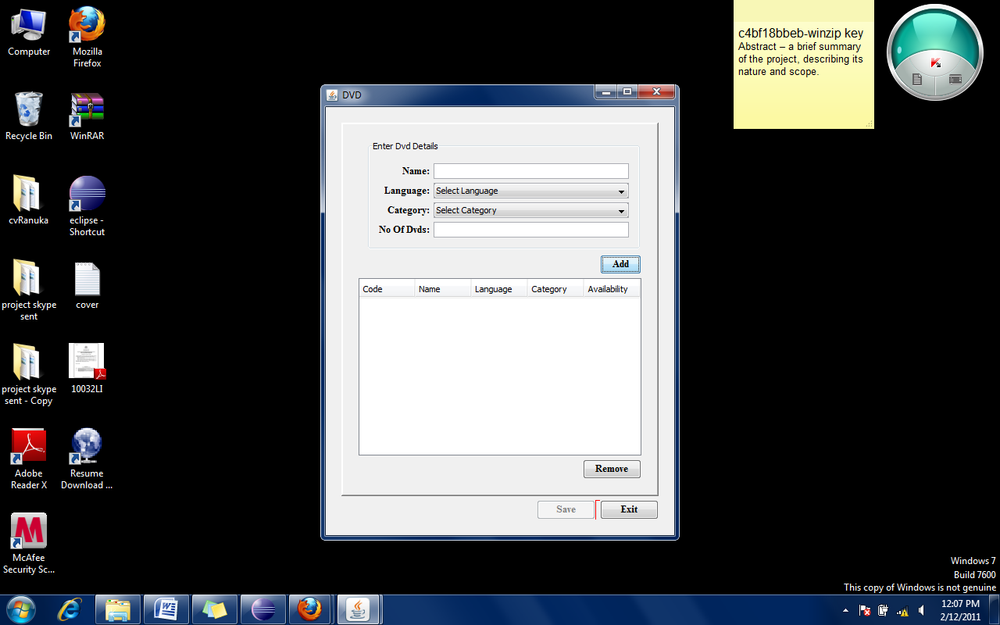 Computer
Mozilla
Firefox
Recycle Bin
WinRAR
cvRanuka
eclipse -
Shortcut
project skype
sent
cover
project skype
sent - Copy
10032LI
Adobe
Reader X
Resume
Download ...
McAfee
Security Sc...
DVD
Enter Dvd Details
Name:
Language: Select Language
Category: Select Category
No Of Dvds:
Add
Code Name Language Category Availability
Remove
Save Exit
c4bf18bbeb-winzip key
Abstract – a brief summary
of the project, describing its
nature and scope.
Windows 7
Build 7600
This copy of Windows is not genuine
12:07 PM
2/12/2011